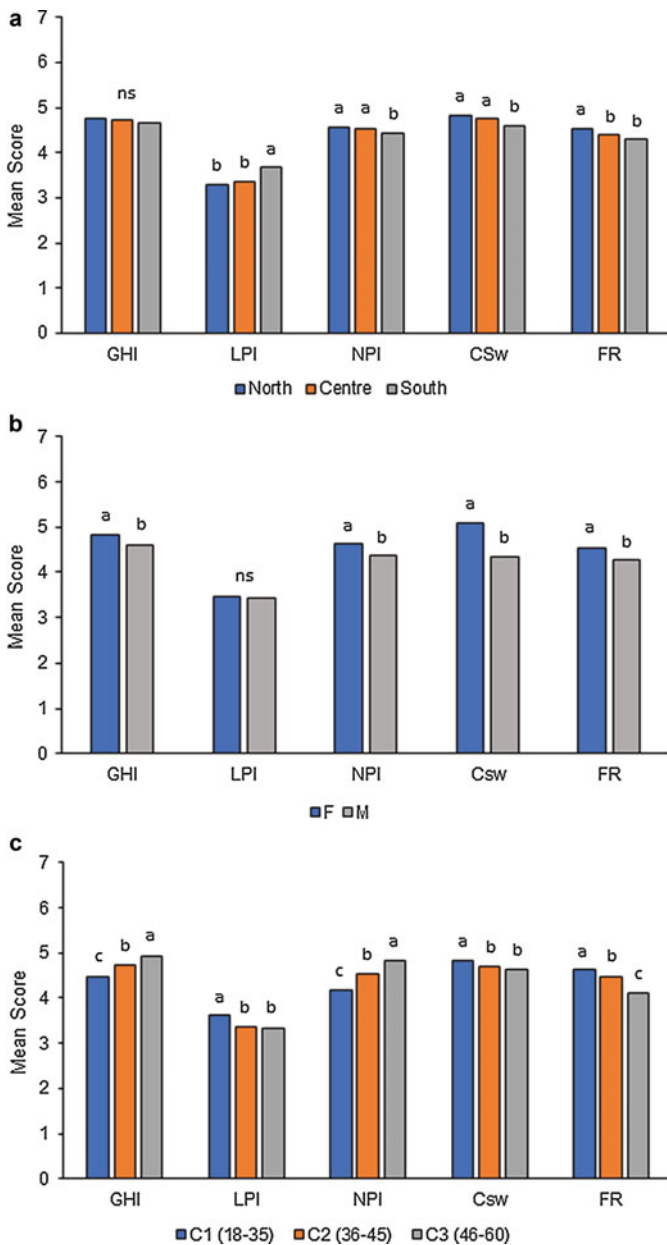 a
7
6
5
4
3
2
1
0
Mean Score
ns
b b a
a a b
a a b
a b b
GHI LPI NPI CSw FR
North Centre South
b
7
6
5
4
3
2
1
0
Mean Score
a b
ns
a b
a b
a b
GHI LPI NPI Csw FR
F M
c
7
6
5
4
3
2
1
0
Mean Score
c b a
a b b
c b a
a b b
a b c
GHI LPI NPI Csw FR
C1 (18-35) C2 (36-45) C3 (46-60)